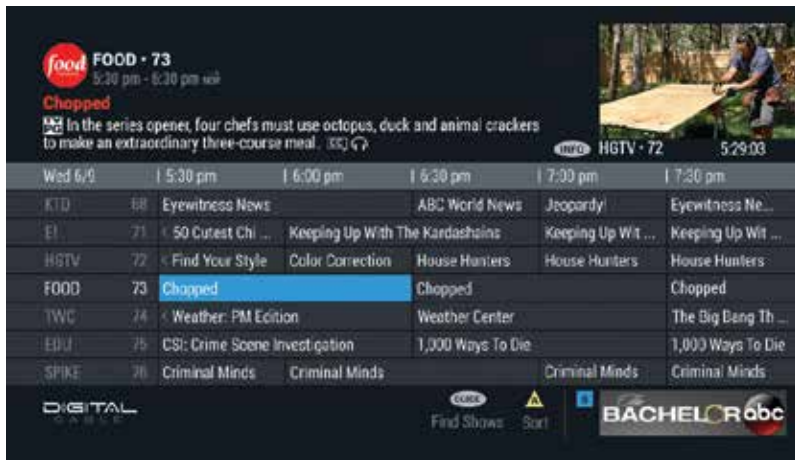 food FOOD • 73
5:30 pm - 6:30 pm
Chopped
In the series opener, four chefs must use octopus, duck and animal crackers
to make an extraordinary three-course meal.
INFO HGTV • 72 5:29:03
Wed 6/9 5:30 pm 6:00 pm 6:30 pm 7:00 pm 7:30 pm
68 Eyewitness News ABC World News Jeopardy! Eyewitness Ne...
E! 71 ‹ 50 Cutest Chi ... Keeping Up With The Kardashains Keeping Up Wit ... Keeping Up Wit ...
HGTV 72 ‹ Find Your Style Color Correction House Hunters House Hunters House Hunters
FOOD 73 Chopped Chopped Chopped
TWC 74 ‹ Weather: PM Edition Weather Center The Big Bang Th ...
EDU 75 CSI: Crime Scene Investigation 1,000 Ways To Die 1,000 Ways To Die
SPIKE 76 Criminal Minds Criminal Minds Criminal Minds Criminal Minds
DIGITAL CABLE GUIDE Find Shows A Sort B The BACHELOR abc